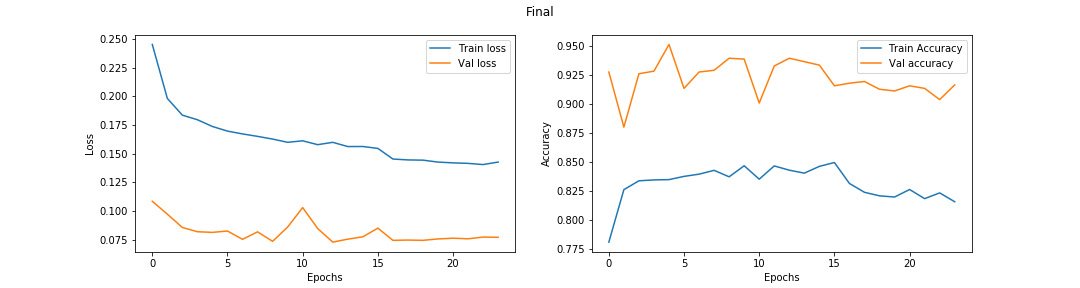 Final
0.250
0.225
0.200
0.175
0.150
0.125
0.100
0.075
Loss
0 5 10 15 20
Epochs
Train loss
Val loss
0.950
0.925
0.900
0.875
0.850
0.825
0.800
0.775
Accuracy
0 5 10 15 20
Epochs
Train Accuracy
Val accuracy